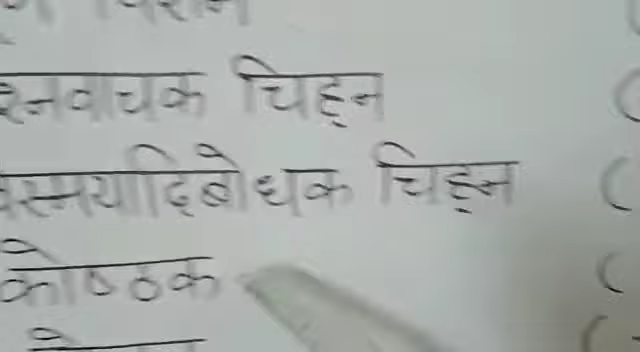 विराम
श्नवाचक चिह्न (
स्मयादिबोधक चिह्न (
कोष्ठक (
(